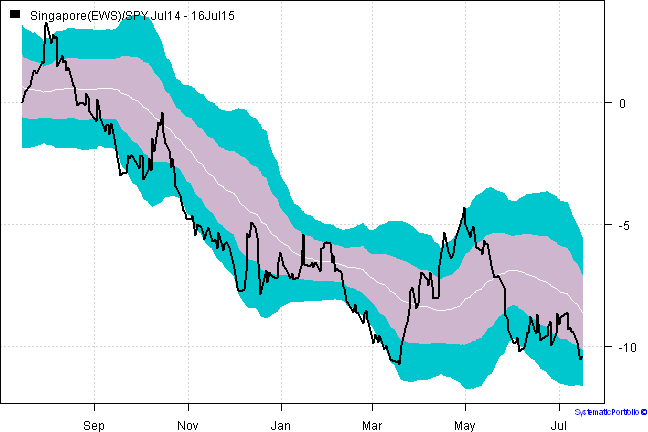 Singapore(EWS)/SPY Jul14 - 16Jul15
0
-5
-10
Sep Nov Jan Mar May Jul
SystematicPortfolio ©